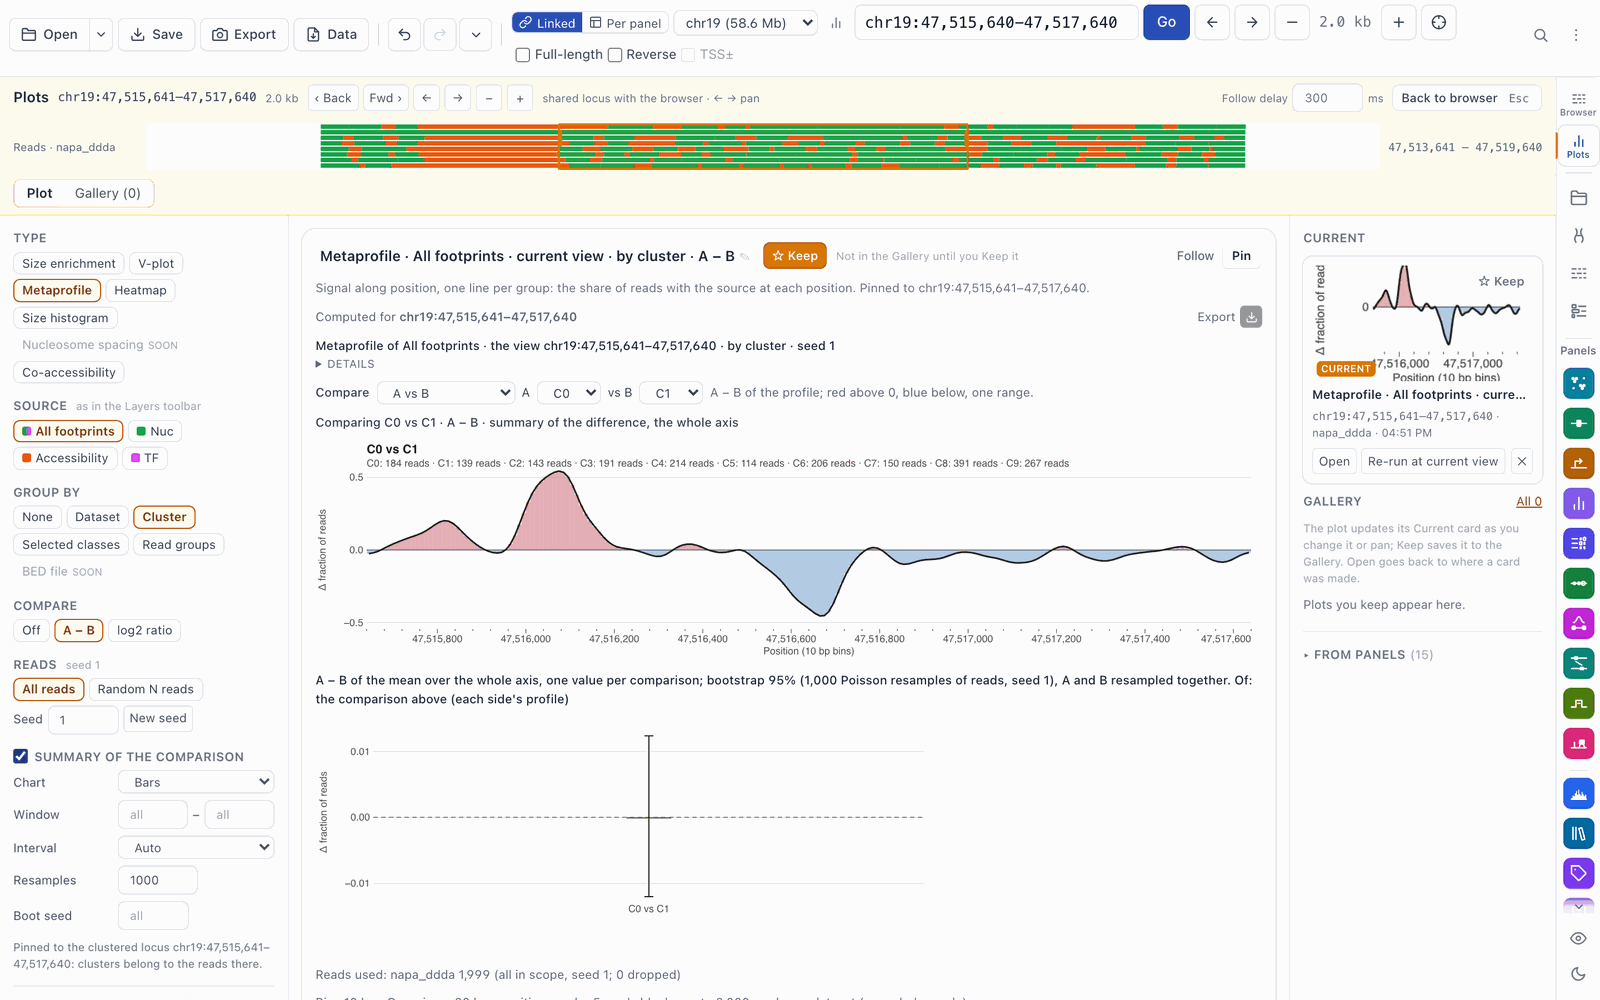 Open
Save
Export
Data
Linked
Per panel
chr19 (58.6 Mb)
chr19:47,515,640–47,517,640
Go
2.0 kb
Full-length
Reverse
TSS±
Plots
chr19:47,515,641–47,517,640
2.0 kb
‹ Back
Fwd ›
←
→
−
+
shared locus with the browser · ← → pan
Follow delay
300
ms
Back to browser Esc
Reads · napa_ddda
47,513,641 – 47,519,640
Plot
Gallery (0)
Browser
Plots
Panels
TYPE
Size enrichment
V-plot
Metaprofile
Heatmap
Size histogram
Nucleosome spacing SOON
Co-accessibility
SOURCE as in the Layers toolbar
All footprints
Nuc
Accessibility
TF
GROUP BY
None
Dataset
Cluster
Selected classes
Read groups
BED file SOON
COMPARE
Off
A − B
log2 ratio
READS seed 1
All reads
Random N reads
Seed
1
New seed
SUMMARY OF THE COMPARISON
Chart
Bars
Window
all
–
all
Interval
Auto
Resamples
1000
Boot seed
all
Pinned to the clustered locus chr19:47,515,641–
47,517,640: clusters belong to the reads there.
Metaprofile · All footprints · current view · by cluster · A − B
Keep
Not in the Gallery until you Keep it
Follow
Pin
Signal along position, one line per group: the share of reads with the source at each position. Pinned to chr19:47,515,641–47,517,640.
Computed for chr19:47,515,641–47,517,640
Export
Metaprofile of All footprints · the view chr19:47,515,641–47,517,640 · by cluster · seed 1
DETAILS
Compare
A vs B
A
C0
vs B
C1
A − B of the profile; red above 0, blue below, one range.
Comparing C0 vs C1 · A − B · summary of the difference, the whole axis
C0 vs C1
C0: 184 reads · C1: 139 reads · C2: 143 reads · C3: 191 reads · C4: 214 reads · C5: 114 reads · C6: 206 reads · C7: 150 reads · C8: 391 reads · C9: 267 reads
0.5
0.0
−0.5
Δ fraction of reads
47,515,800
47,516,000
47,516,200
47,516,400
47,516,600
47,516,800
47,517,000
47,517,200
47,517,400
47,517,600
Position (10 bp bins)
A − B of the mean over the whole axis, one value per comparison; bootstrap 95% (1,000 Poisson resamples of reads, seed 1), A and B resampled together. Of:
the comparison above (each side's profile)
0.01
0.00
−0.01
Δ fraction of reads
C0 vs C1
Reads used: napa_ddda 1,999 (all in scope, seed 1; 0 dropped)
CURRENT
Δ fraction of reads
0
Keep
CURRENT
47,516,000
47,517,000
Position (10 bp bins)
Metaprofile · All footprints · curre...
chr19:47,515,641–47,517,640 ·
napa_ddda · 04:51 PM
Open
Re-run at current view
GALLERY
All 0
The plot updates its Current card as you
change it or pan; Keep saves it to the
Gallery. Open goes back to where a card
was made.
Plots you keep appear here.
FROM PANELS (15)